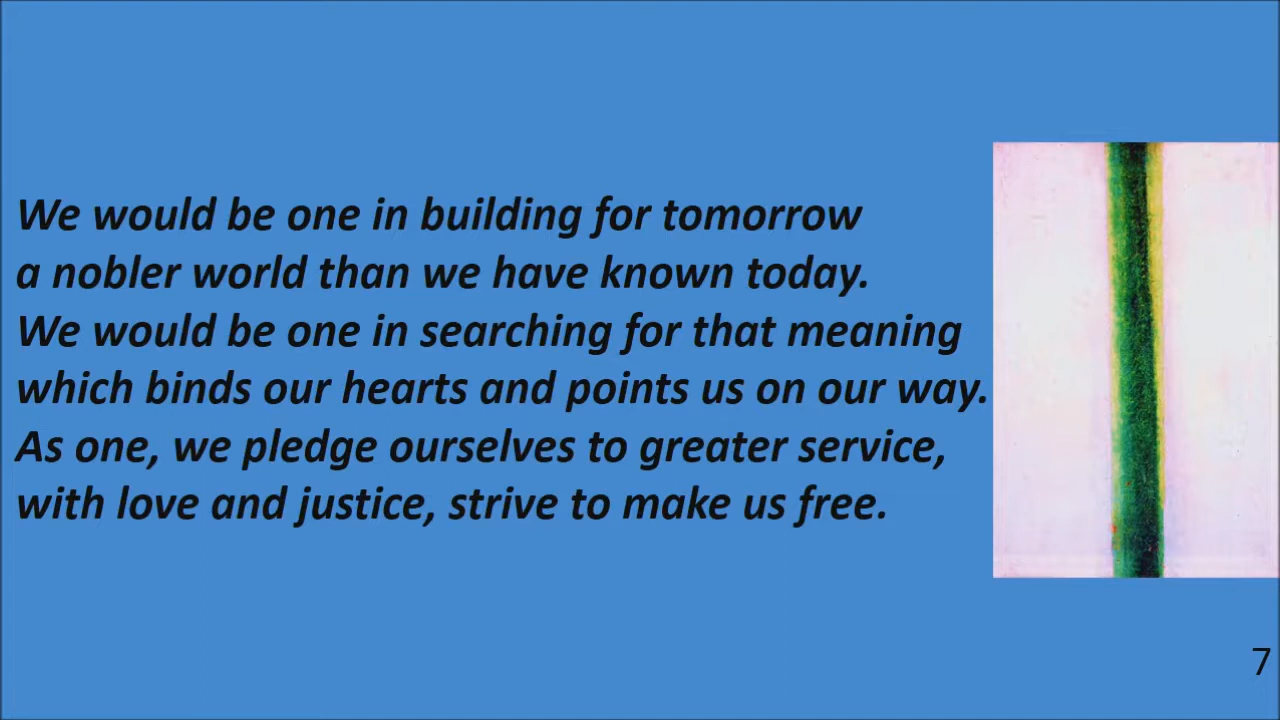 We would be one in building for tomorrow
a nobler world than we have known today.
We would be one in searching for that meaning
which binds our hearts and points us on our way.
As one, we pledge ourselves to greater service,
with love and justice, strive to make us free.
7